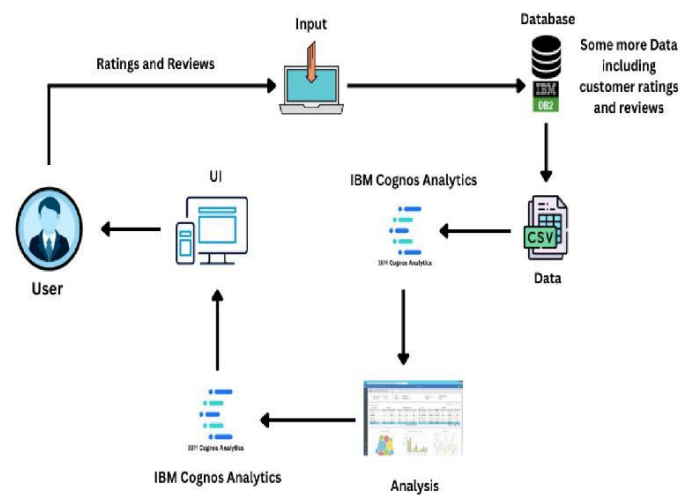 Input
Database
Ratings and Reviews
Some more Data
including
customer ratings
and reviews
IBM
DB2
UI
IBM Cognos Analytics
IBM Cognos Analytics
CSV
Data
User
IBM Cognos Analytics
IBM Cognos Analytics
Analysis